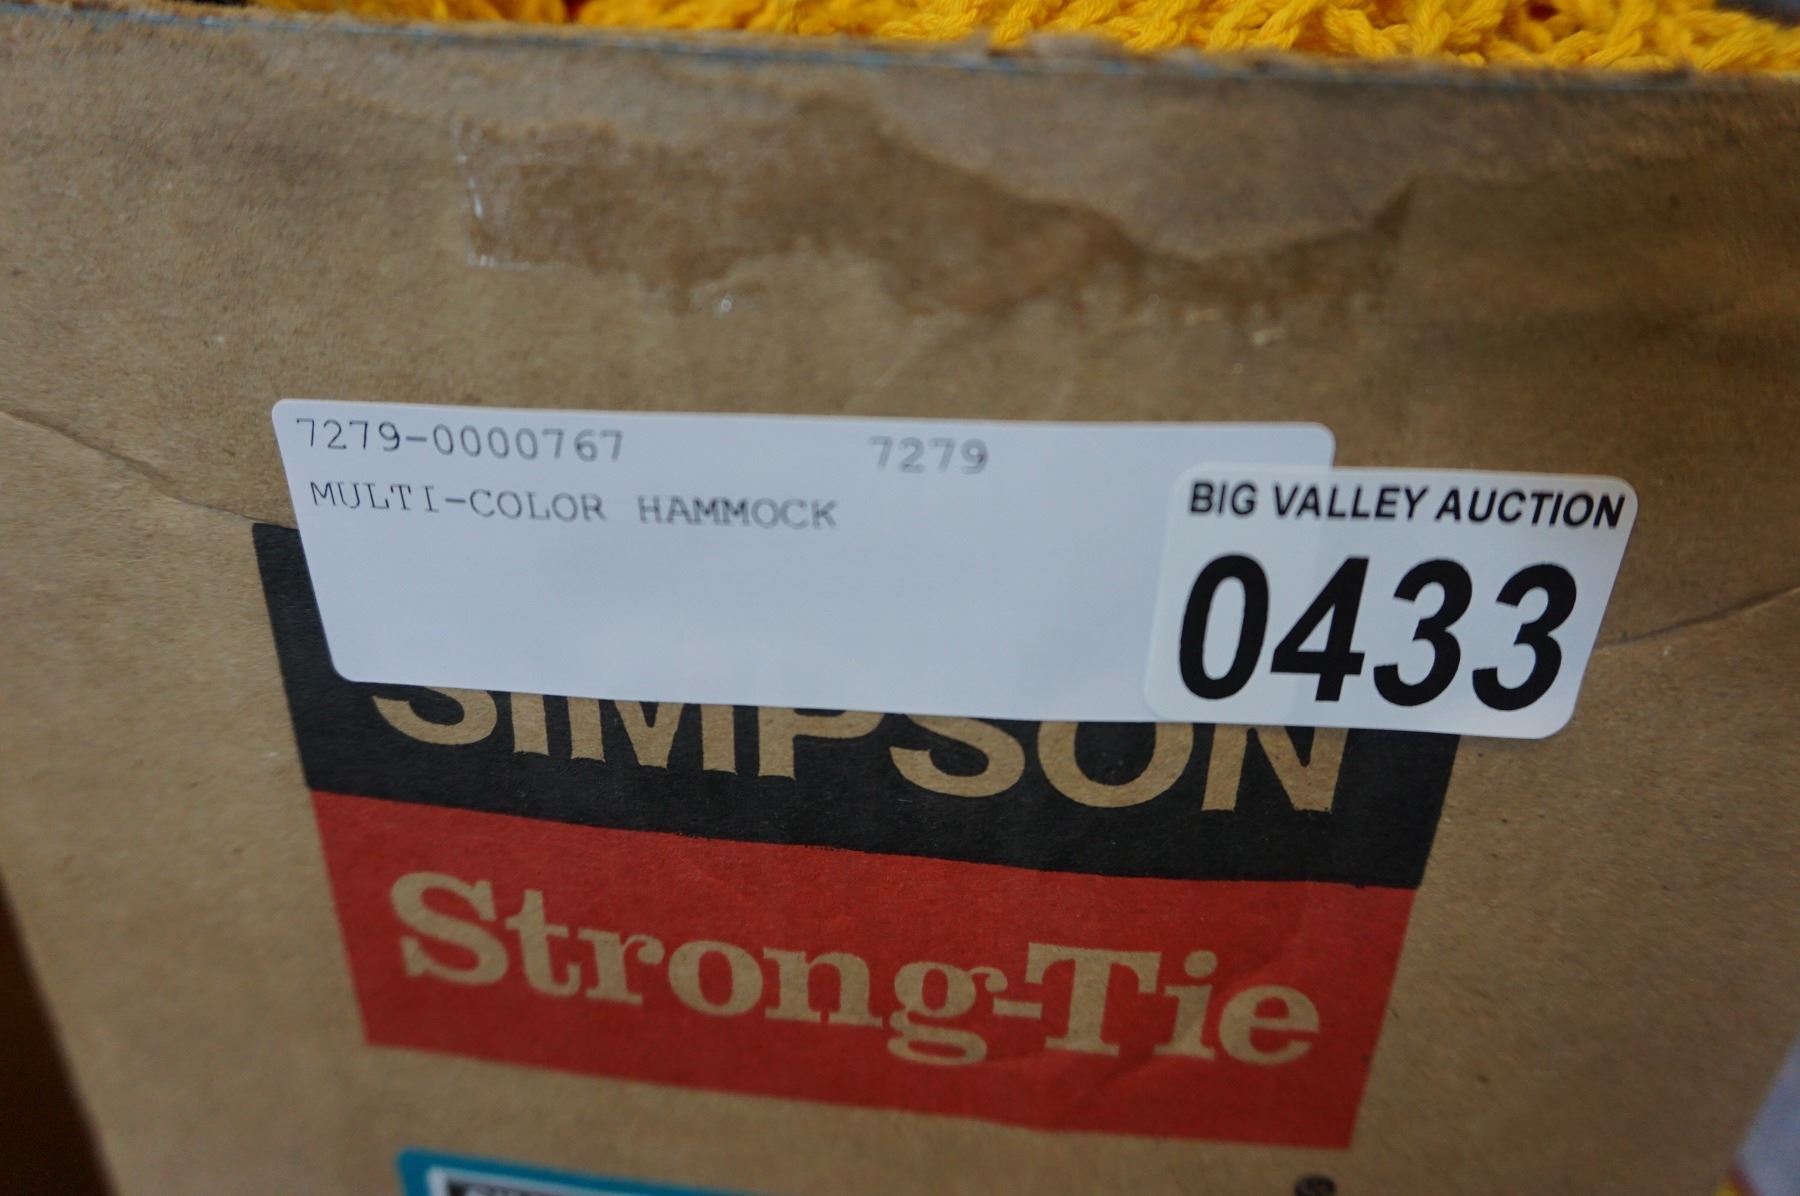 7279-0000767 7279
MULTI-COLOR HAMMOCK
BIG VALLEY AUCTION
0433
SIMPSON
Strong-Tie
®